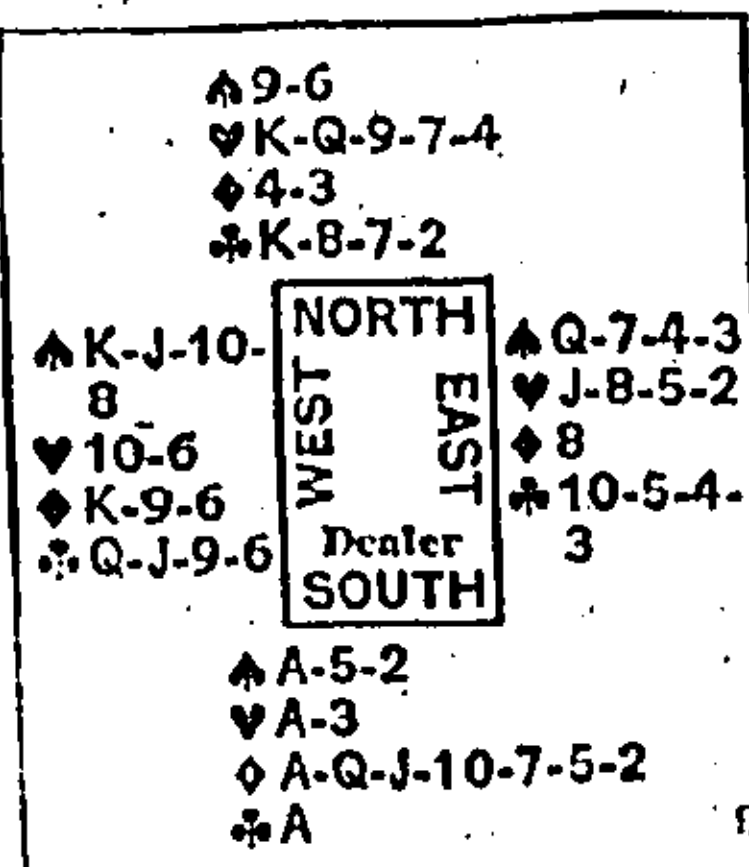 ♠ 9-6
♥ K-Q-9-7-4
♦ 4-3
♣ K-8-7-2
NORTH
♠ K-J-10-
8
♥ 10-6
♦ K-9-6
♣ Q-J-9-6
WEST
EAST
♠ Q-7-4-3
♥ J-8-5-2
♦ 8
♣ 10-5-4-
3
Dealer
SOUTH
♠ A-5-2
♥ A-3
♦ A-Q-J-10-7-5-2
♣ A